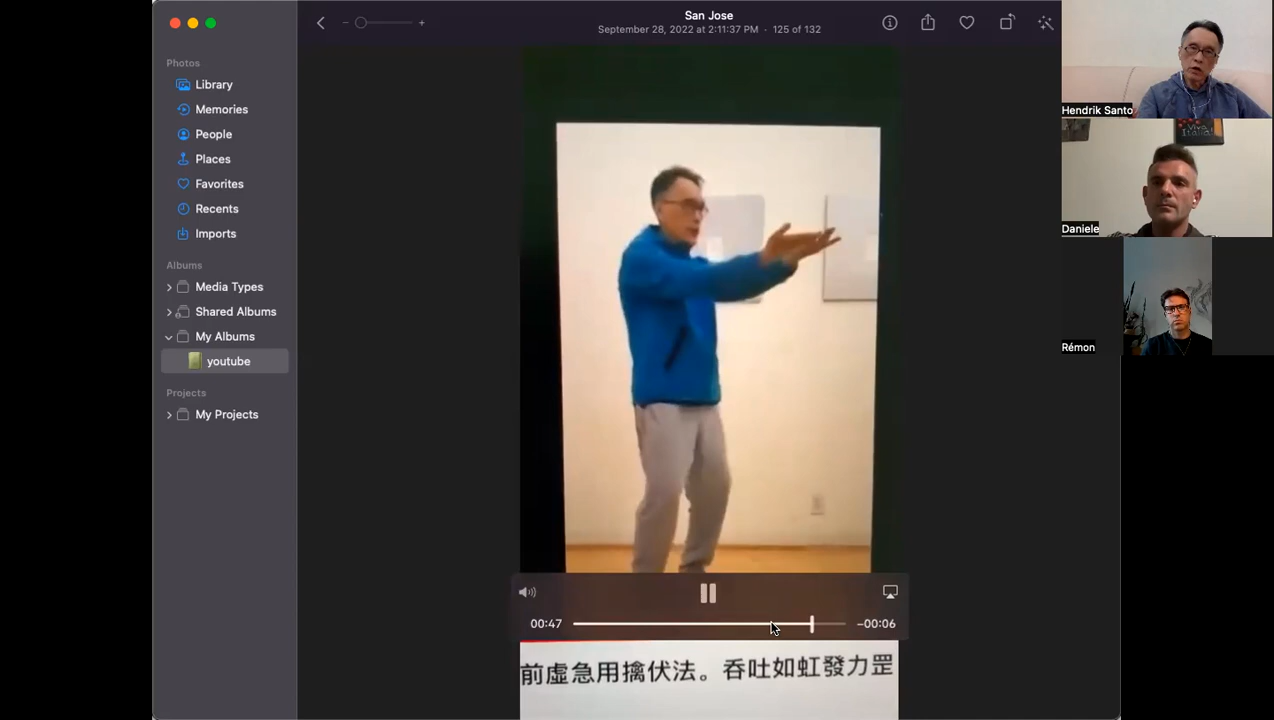 San Jose
September 28, 2022 at 2:11:37 PM · 125 of 132
Photos
Library
Memories
People
Places
Favorites
Recents
Imports
Albums
Media Types
Shared Albums
My Albums
youtube
Projects
My Projects
00:47
-00:06
前虛急用擒伏法。吞吐如虹發力罡
Hendrik Santo
Viva
Italia!
Daniele
Rémon